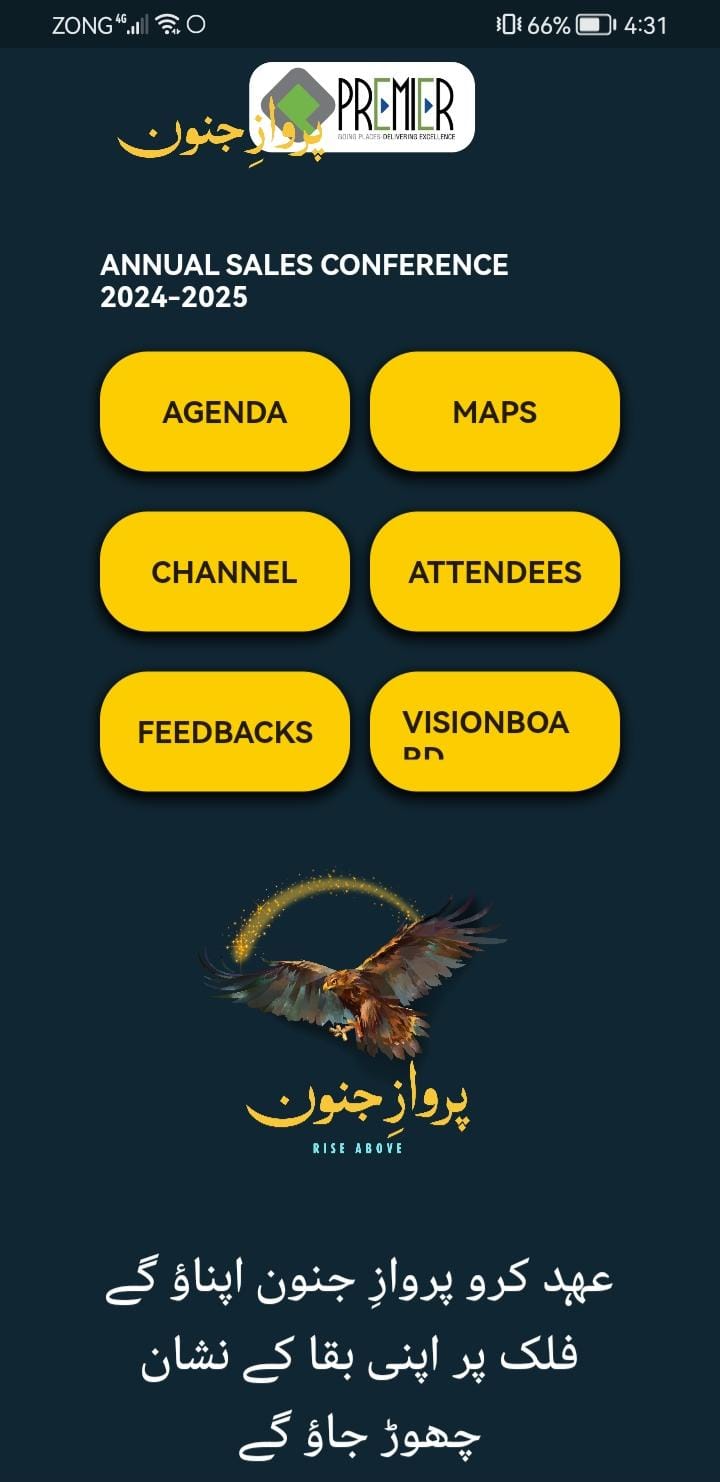 ZONG 4G 66% 4:31
PREMIER
GOING PLACES·DELIVERING EXCELLENCE
پروازِ جنون
ANNUAL SALES CONFERENCE
2024-2025
AGENDA MAPS
CHANNEL ATTENDEES
FEEDBACKS VISIONBOA
RD
پروازِ جنون
RISE ABOVE
عہد کرو پروازِ جنون اپناؤ گے
فلک پر اپنی بقا کے نشان
چھوڑ جاؤ گے